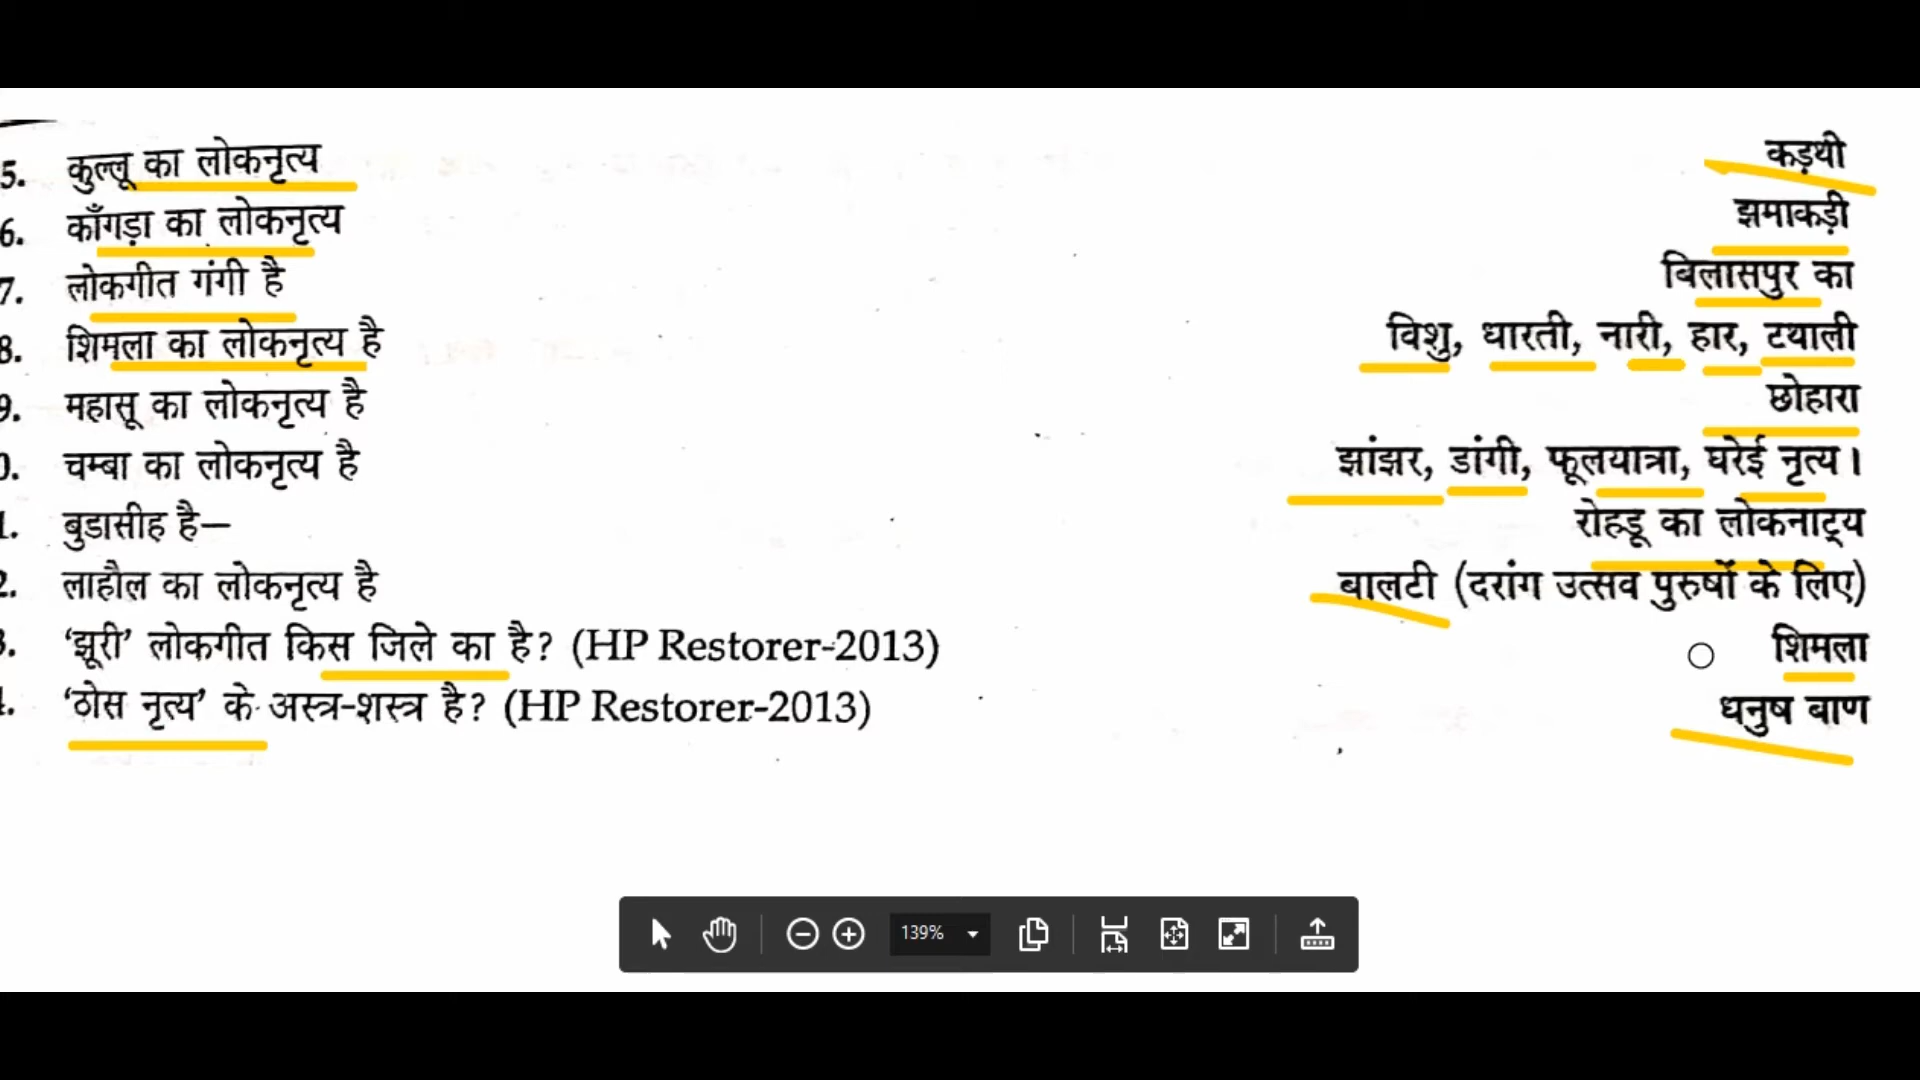 5. कुल्लू का लोकनृत्य कड़थी
6. काँगड़ा का लोकनृत्य झमाकड़ी
7. लोकगीत गंगी है बिलासपुर का
8. शिमला का लोकनृत्य है विशु, धारती, नारी, हार, टथाली
9. महासू का लोकनृत्य है छोहारा
0. चम्बा का लोकनृत्य है झांझर, डांगी, फूलयात्रा, घरेई नृत्य।
1. बुडासीह है— रोहडू का लोकनाट्य
2. लाहौल का लोकनृत्य है बालटी (दरांग उत्सव पुरुषों के लिए)
3. ‘झूरी’ लोकगीत किस जिले का है? (HP Restorer-2013) शिमला
4. ‘ठोस नृत्य’ के अस्त्र-शस्त्र है? (HP Restorer-2013) धनुष बाण
139%